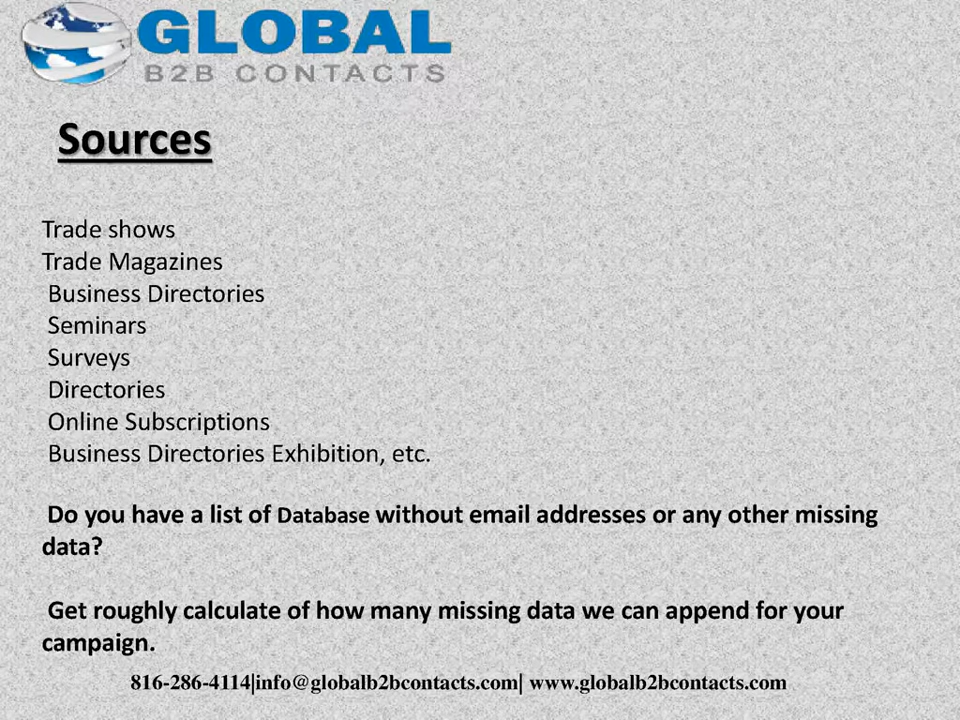 GLOBAL
B2B CONTACTS
Sources
Trade shows
Trade Magazines
Business Directories
Seminars
Surveys
Directories
Online Subscriptions
Business Directories Exhibition, etc.
Do you have a list of Database without email addresses or any other missing
data?
Get roughly calculate of how many missing data we can append for your
campaign.
816-286-4114|info@globalb2bcontacts.com| www.globalb2bcontacts.com